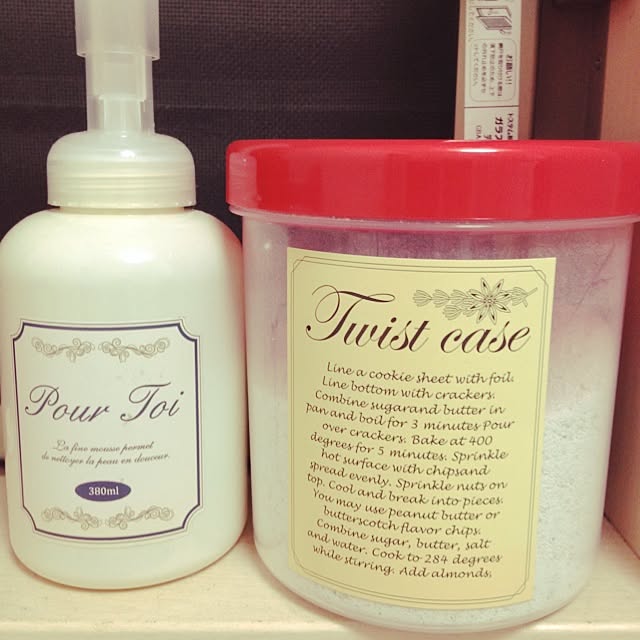 Pour Toi
La fine mousse permet
de nettoyer la peau en douceur.
380ml
Twist case
Line a cookie sheet with foil.
Line bottom with crackers.
Combine sugarand butter in
pan and boil for 3 minutes Pour
over crackers. Bake at 400
degrees for 5 minutes. Sprinkle
hot surface with chipsand
spread evenly. Sprinkle nuts on
top. Cool and break into pieces.
You may use peanut butter or
butterscotch flavor chips.
Combine sugar, butter, salt
and water. Cook to 284 degrees
while stirring. Add almonds.
お願い!!